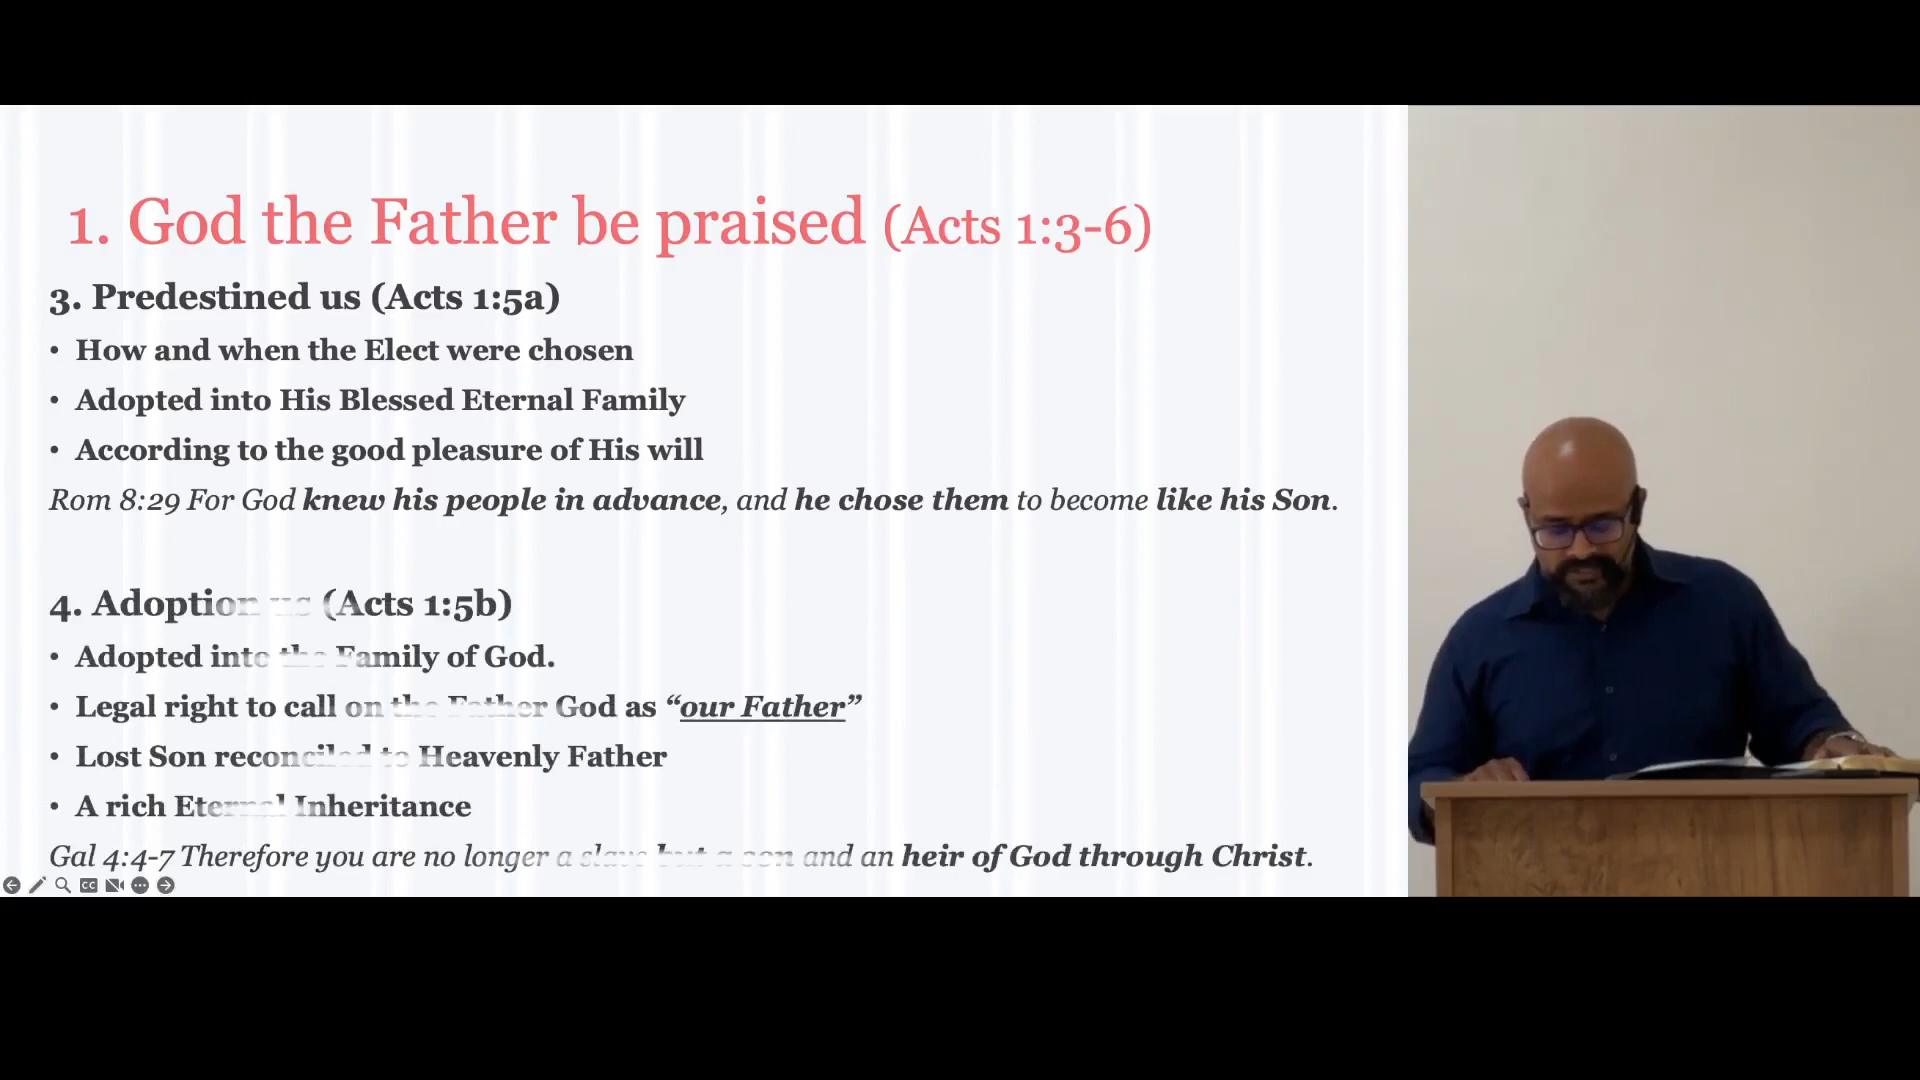 1. God the Father be praised (Acts 1:3-6)
3. Predestined us (Acts 1:5a)
• How and when the Elect were chosen
• Adopted into His Blessed Eternal Family
• According to the good pleasure of His will
Rom 8:29 For God knew his people in advance, and he chose them to become like his Son.
4. Adoption us (Acts 1:5b)
• Adopted into the Family of God.
• Legal right to call on the Father God as “our Father”
• Lost Son reconciled to Heavenly Father
• A rich Eternal Inheritance
Gal 4:4-7 Therefore you are no longer a slave but a son and an heir of God through Christ.
CC